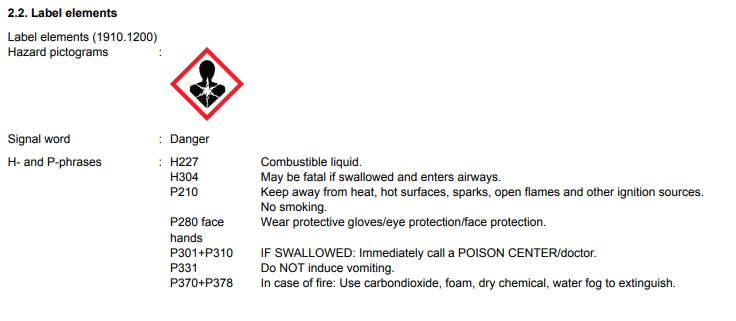 2.2. Label elements
Label elements (1910.1200)
Hazard pictograms :
Signal word : Danger
H- and P-phrases : H227 Combustible liquid.
H304 May be fatal if swallowed and enters airways.
P210 Keep away from heat, hot surfaces, sparks, open flames and other ignition sources.
No smoking.
P280 face Wear protective gloves/eye protection/face protection.
hands
P301+P310 IF SWALLOWED: Immediately call a POISON CENTER/doctor.
P331 Do NOT induce vomiting.
P370+P378 In case of fire: Use carbondioxide, foam, dry chemical, water fog to extinguish.